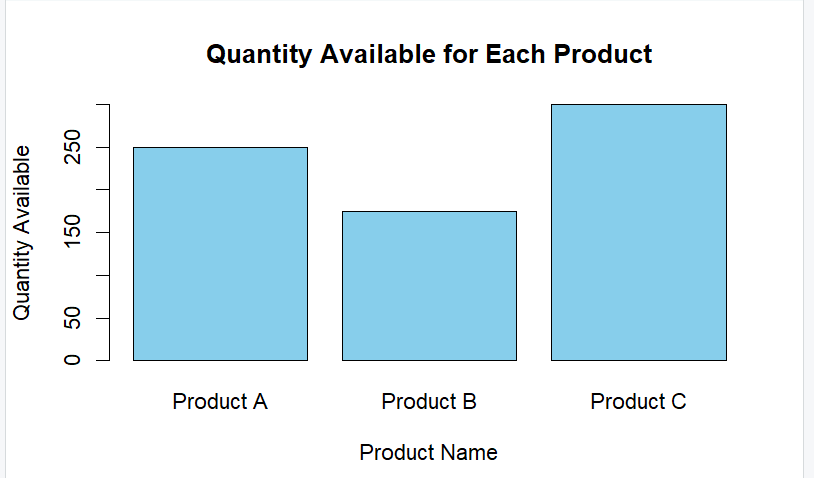 Quantity Available for Each Product
Quantity Available
250
150
50
0
Product A Product B Product C
Product Name